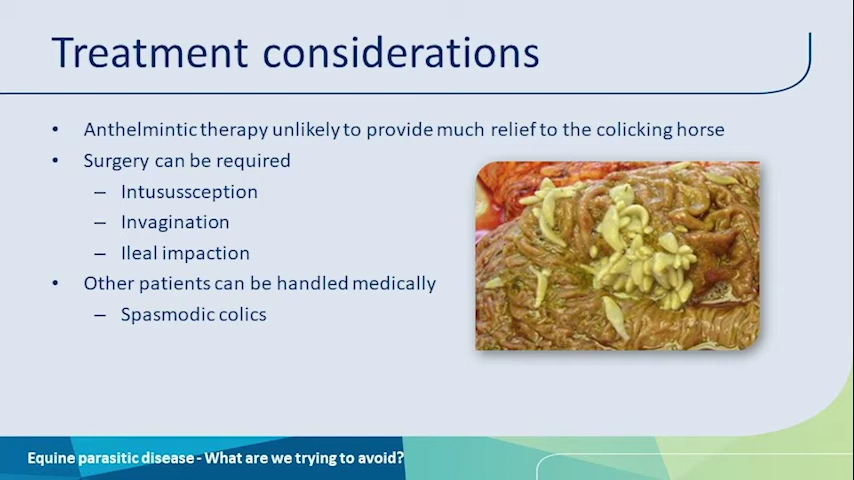 Treatment considerations
• Anthelmintic therapy unlikely to provide much relief to the colicking horse
• Surgery can be required
– Intusussception
– Invagination
– Ileal impaction
• Other patients can be handled medically
– Spasmodic colics
Equine parasitic disease - What are we trying to avoid?